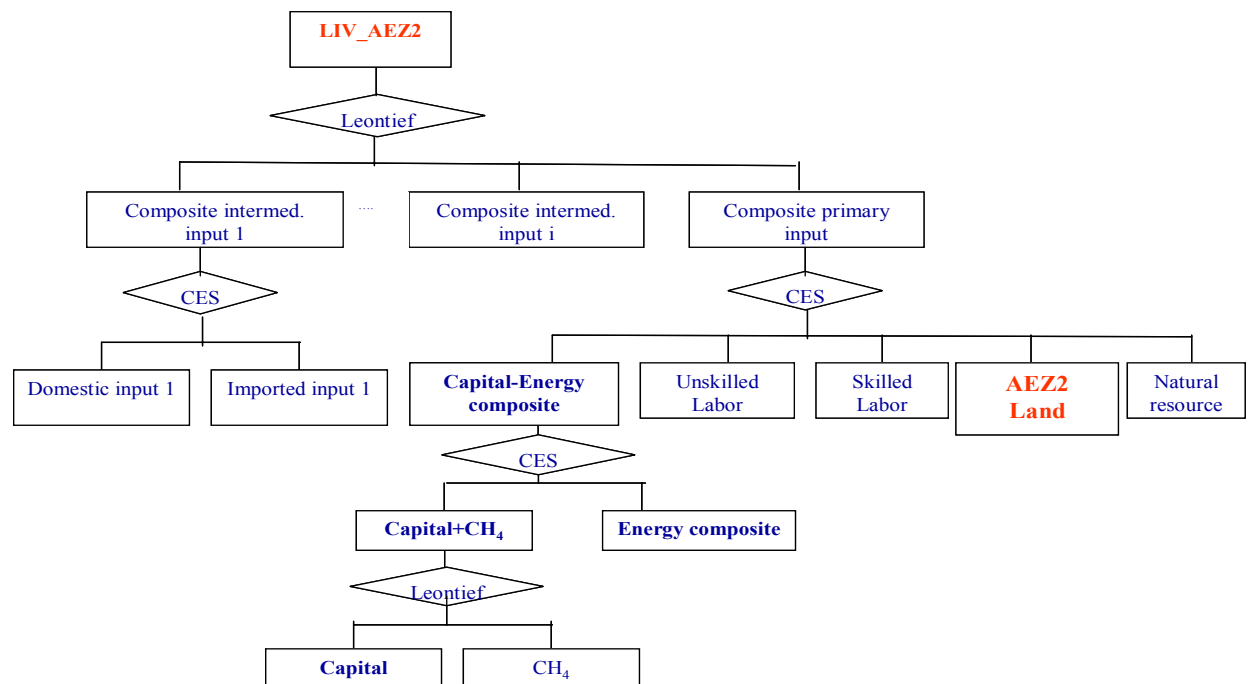 LIV_AEZ2
Leontief
Composite intermed.
input 1
....
Composite intermed.
input i
Composite primary
input
CES
CES
Domestic input 1
Imported input 1
Capital-Energy
composite
Unskilled
Labor
Skilled
Labor
AEZ2
Land
Natural
resource
CES
Capital+CH₄
Energy composite
Leontief
Capital
CH₄